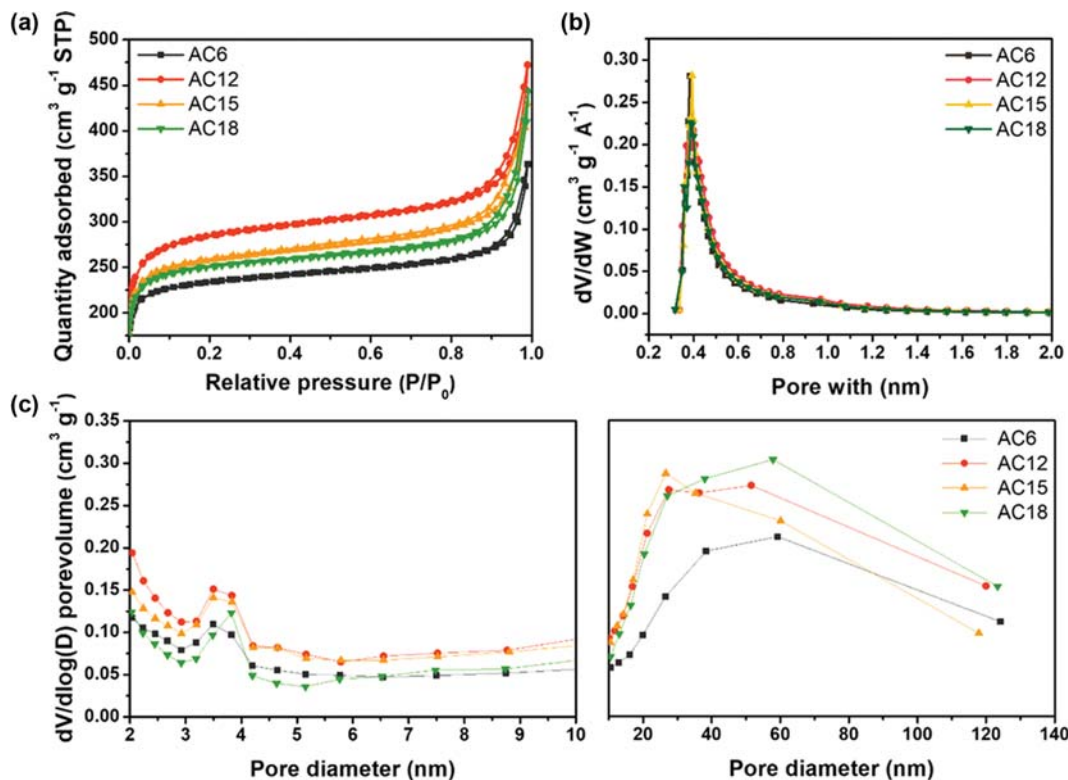 (a)
Quantity adsorbed (cm³ g⁻¹ STP)
500
450
400
350
300
250
200
AC6
AC12
AC15
AC18
0.0 0.2 0.4 0.6 0.8 1.0
Relative pressure (P/P₀)
(b)
dV/dW (cm³ g⁻¹ A⁻¹)
0.30
0.25
0.20
0.15
0.10
0.05
0.00
AC6
AC12
AC15
AC18
0.2 0.4 0.6 0.8 1.0 1.2 1.4 1.6 1.8 2.0
Pore with (nm)
(c)
dV/dlog(D) porevolume (cm³ g⁻¹)
0.35
0.30
0.25
0.20
0.15
0.10
0.05
0.00
2 3 4 5 6 7 8 9 10
Pore diameter (nm)
AC6
AC12
AC15
AC18
20 40 60 80 100 120 140
Pore diameter (nm)